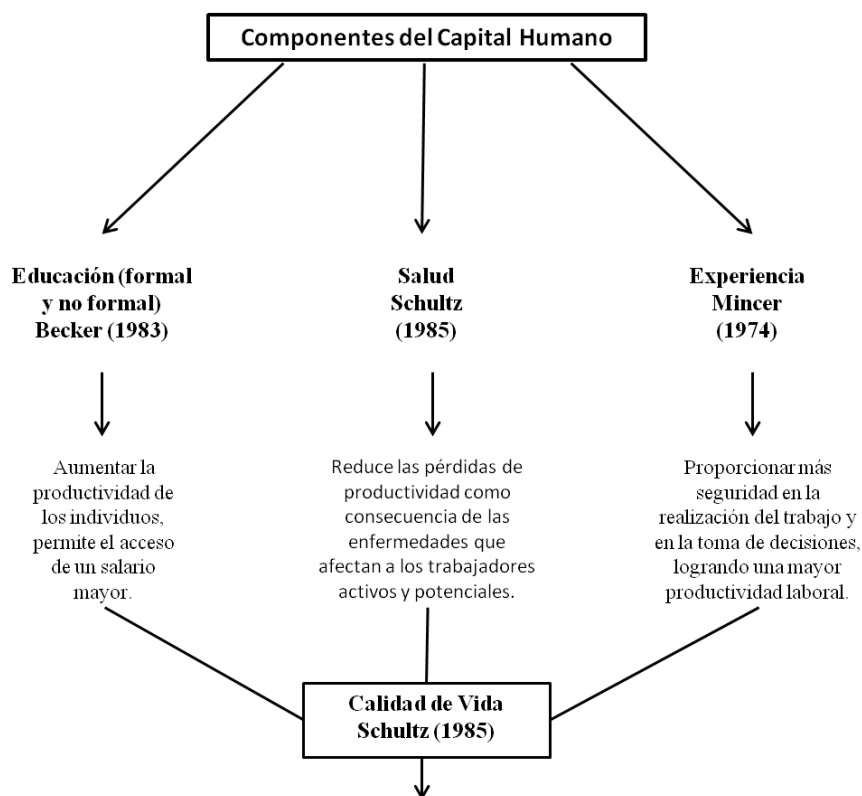 Componentes del Capital Humano
Educación (formal
y no formal)
Becker (1983)
Salud
Schultz
(1985)
Experiencia
Mincer
(1974)
Aumentar la
productividad de
los individuos,
permite el acceso
de un salario
mayor.
Reduce las pérdidas de
productividad como
consecuencia de las
enfermedades que
afectan a los trabajadores
activos y potenciales.
Proporcionar más
seguridad en la
realización del trabajo y
en la toma de decisiones,
logrando una mayor
productividad laboral.
Calidad de Vida
Schultz (1985)